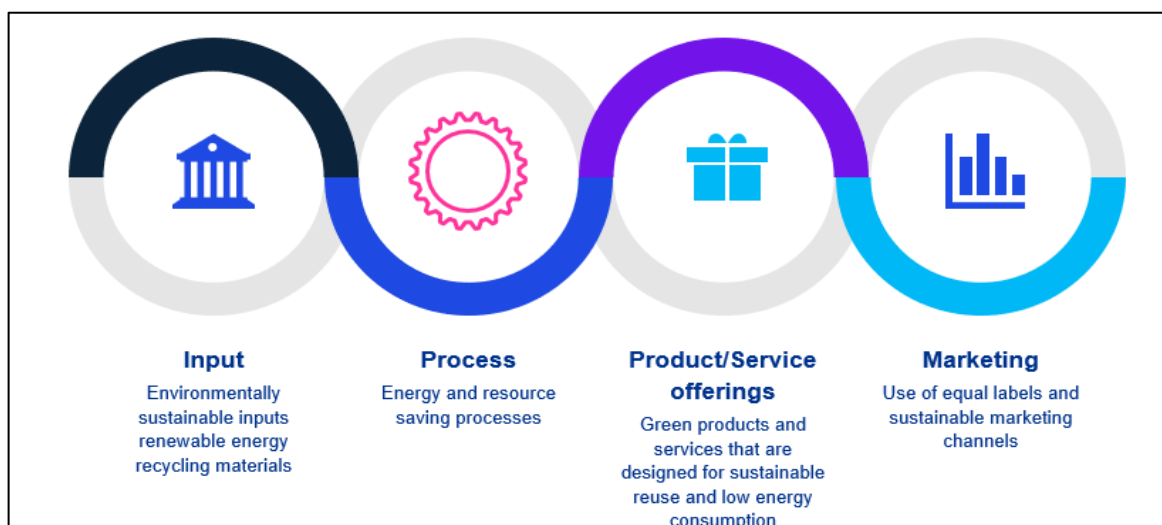 Input
Environmentally
sustainable inputs
renewable energy
recycling materials
Process
Energy and resource
saving processes
Product/Service
offerings
Green products and
services that are
designed for sustainable
reuse and low energy
consumption
Marketing
Use of equal labels and
sustainable marketing
channels